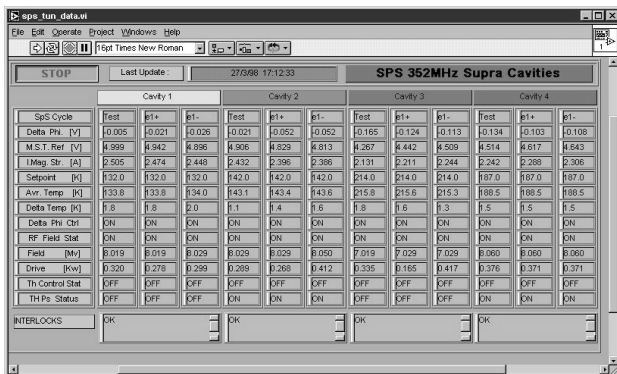 sps_tun_data.vi
File Edit Operate Project Windows Help
16pt Times New Roman
1
STOP Last Update : 27/3/98 17:12:33 SPS 352MHz Supra Cavities
Cavity 1 Cavity 2 Cavity 3 Cavity 4
SpS Cycle Test e1+ e1- Test e1+ e1- Test e1+ e1- Test e1+ e1-
Delta Phi. [V] -0.005 -0.021 -0.026 -0.021 -0.052 -0.052 -0.165 -0.124 -0.113 -0.134 -0.103 -0.108
M.S.T. Ref [V] 4.999 4.942 4.896 4.906 4.829 4.813 4.267 4.442 4.509 4.514 4.617 4.643
I.Mag. Str. [A] 2.505 2.474 2.448 2.432 2.396 2.386 2.131 2.211 2.244 2.242 2.288 2.306
Setpoint [K] 132.0 132.0 132.0 142.0 142.0 142.0 214.0 214.0 214.0 187.0 187.0 187.0
Avr. Temp [K] 133.8 133.8 134.0 143.1 143.4 143.6 215.8 215.6 215.3 188.5 188.5 188.5
Delta Temp [K] 1.8 1.8 2.0 1.1 1.4 1.6 1.8 1.6 1.3 1.5 1.5 1.5
Delta Phi Ctrl ON ON ON ON ON ON ON ON ON ON ON ON
RF Field Stat ON ON ON ON ON ON ON ON ON ON ON ON
Field [Mv] 8.019 8.019 8.029 8.029 8.029 8.050 7.019 7.029 7.029 8.060 8.060 8.060
Drive [Kw] 0.320 0.278 0.299 0.289 0.268 0.412 0.335 0.165 0.417 0.376 0.371 0.371
Th Control Stat OFF OFF OFF OFF OFF OFF OFF OFF OFF OFF OFF OFF
TH Ps Status OFF OFF OFF ON ON ON OFF OFF OFF ON ON ON
INTERLOCKS OK OK OK OK